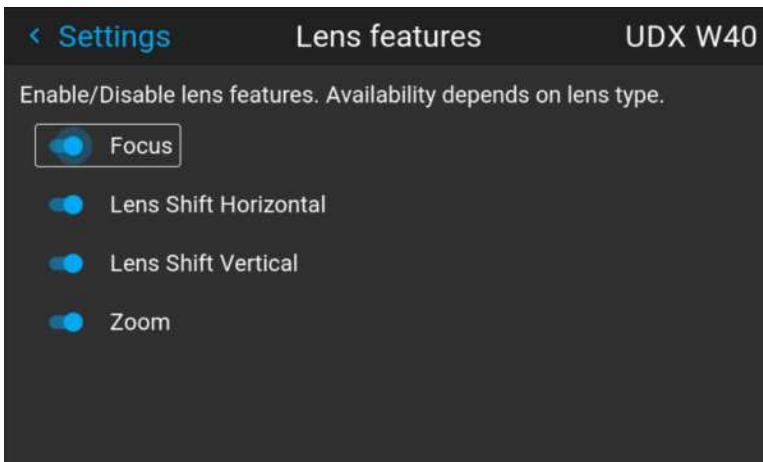 Settings Lens features UDX W40
Enable/Disable lens features. Availability depends on lens type.
Focus
Lens Shift Horizontal
Lens Shift Vertical
Zoom